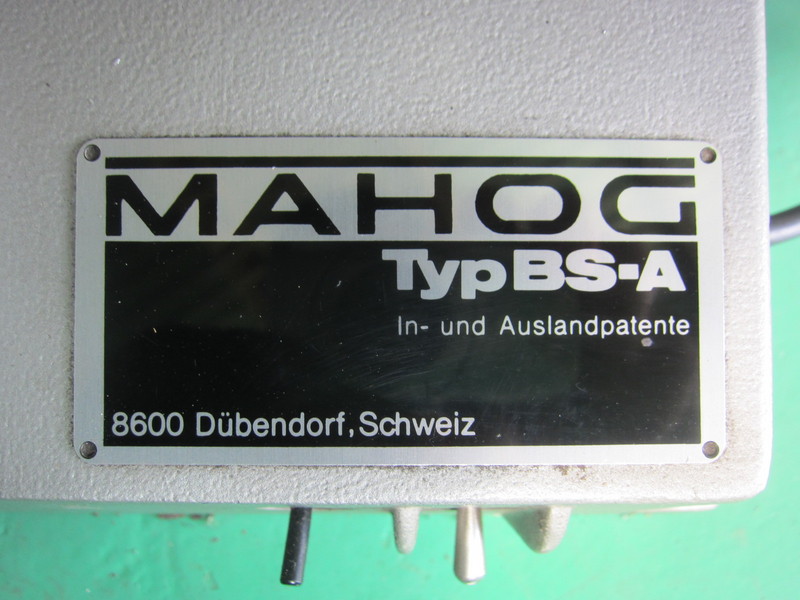 MAHOG
Typ BS-A
In- und Auslandpatente
8600 Dübendorf, Schweiz